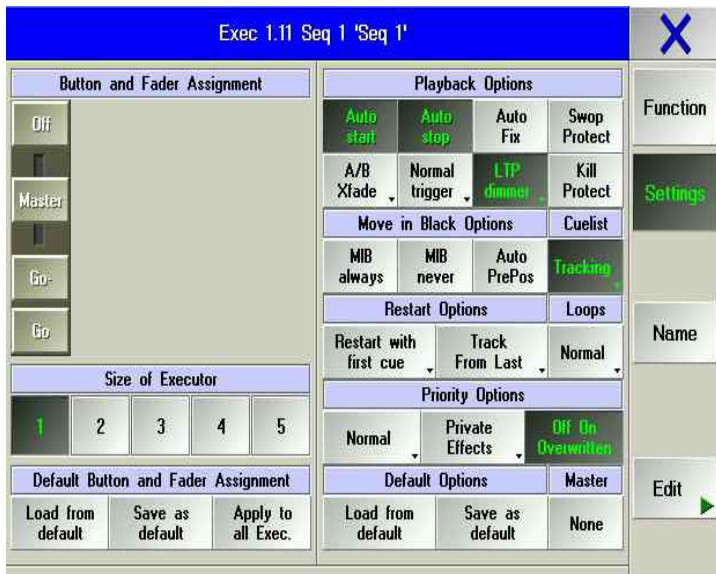 Exec 1.11 Seq 1 'Seq 1'
X
Button and Fader Assignment
Off
Master
Go-
Go
Size of Executor
1 2 3 4 5
Default Button and Fader Assignment
Load from
default
Save as
default
Apply to
all Exec.
Playback Options
Auto
start
Auto
stop
Auto
Fix
Swop
Protect
A/B
Xfade
Normal
trigger
LTP
dimmer
Kill
Protect
Move in Black Options
Cuelist
MIB
always
MIB
never
Auto
PrePos
Tracking
Restart Options
Loops
Restart with
first cue
Track
From Last
Normal
Priority Options
Normal
Private
Effects
Off On
Overwritten
Default Options
Master
Load from
default
Save as
default
None
Function
Settings
Name
Edit